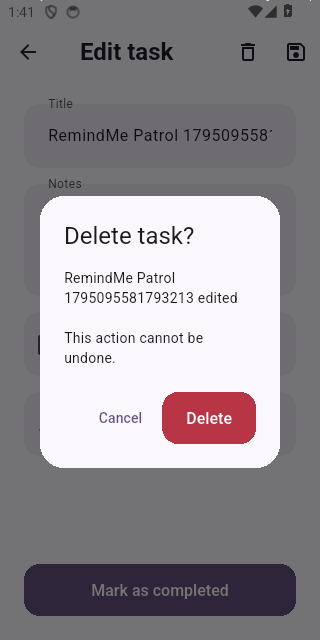 1:41
Edit task
Title
RemindMe Patrol 179509558
Notes
Delete task?
RemindMe Patrol
1795095581793213 edited
This action cannot be
undone.
Cancel
Delete
Mark as completed